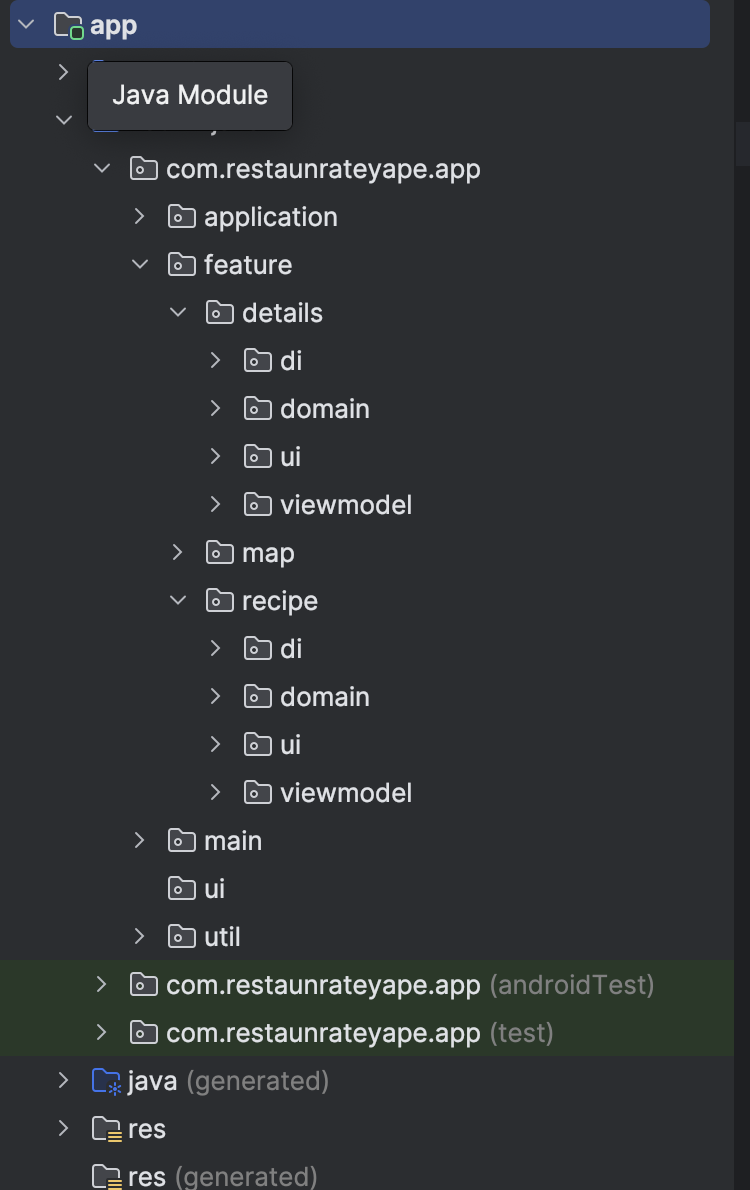 app
Java Module
com.restaunrateyape.app
application
feature
details
di
domain
ui
viewmodel
map
recipe
di
domain
ui
viewmodel
main
ui
util
com.restaunrateyape.app (androidTest)
com.restaunrateyape.app (test)
java (generated)
res
res (generated)